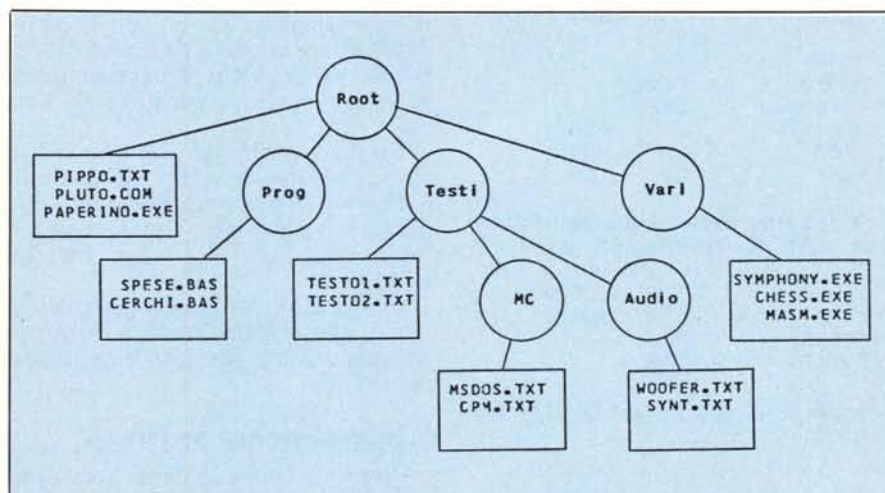 Root
PIPPO.TXT
PLUTO.COM
PAPERINO.EXE
Prog
Testi
Vari
SPESE.BAS
CERCHI.BAS
TESTO1.TXT
TESTO2.TXT
MC
Audio
SYMPHONY.EXE
CHESS.EXE
MASM.EXE
MSDOS.TXT
CPM.TXT
WOOFER.TXT
SYNT.TXT